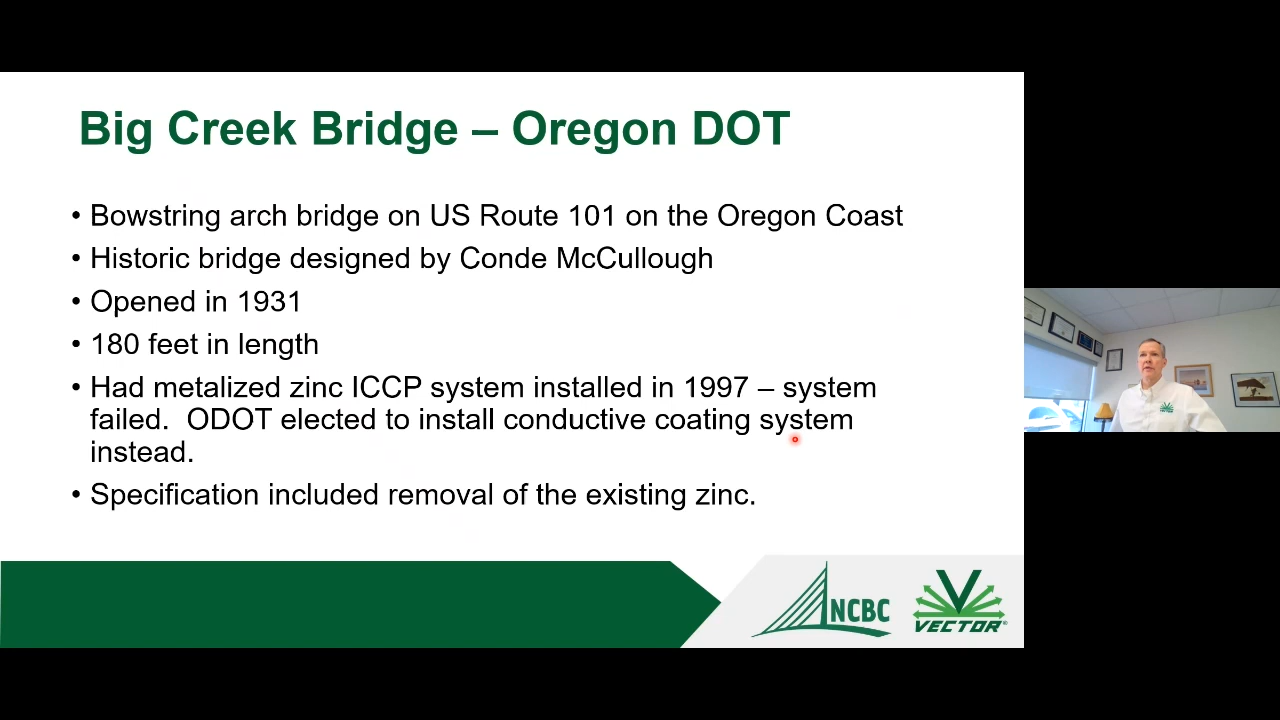 Big Creek Bridge – Oregon DOT
• Bowstring arch bridge on US Route 101 on the Oregon Coast
• Historic bridge designed by Conde McCullough
• Opened in 1931
• 180 feet in length
• Had metalized zinc ICCP system installed in 1997 – system
failed.  ODOT elected to install conductive coating system
instead.
• Specification included removal of the existing zinc.
NCBC
VECTOR®
VECTOR